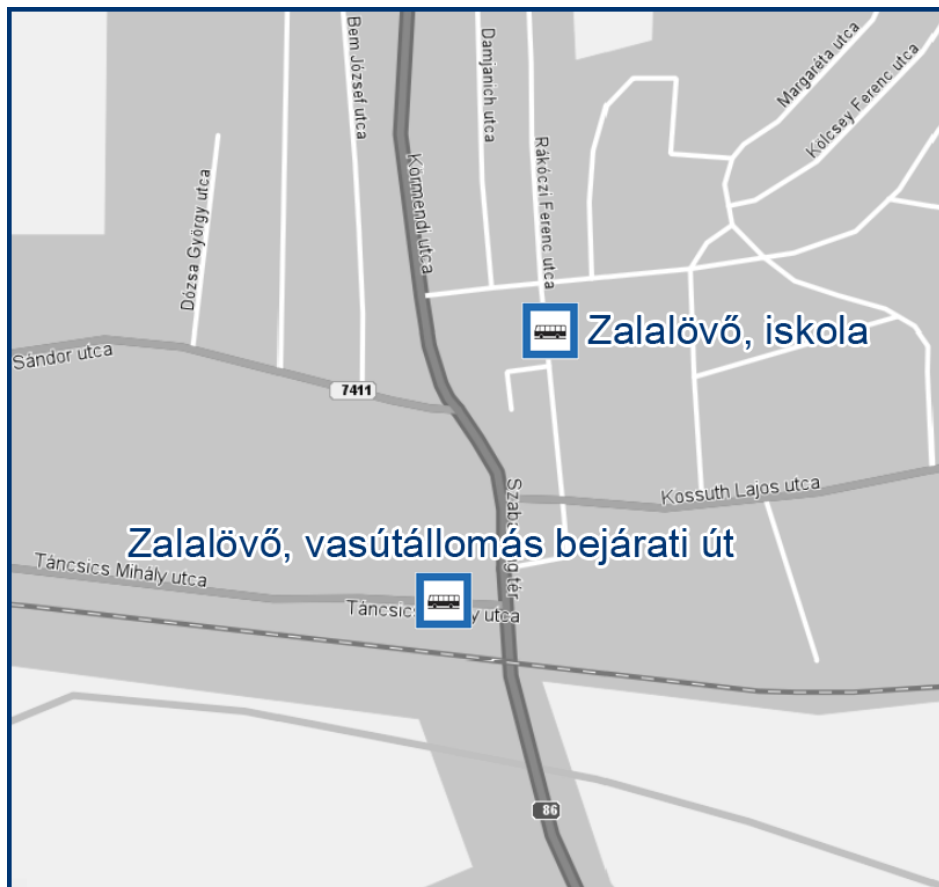 Bem József utca
Damjanich utca
Margaréta utca
Kölcsey Ferenc utca
Körmendi utca
Rákóczi Ferenc utca
Dózsa György utca
Zalalövő, iskola
Sándor utca
7411
Kossuth Lajos utca
Zalalövő, vasútállomás bejárati út
tér
Táncsics Mihály utca
Táncsics utca
86